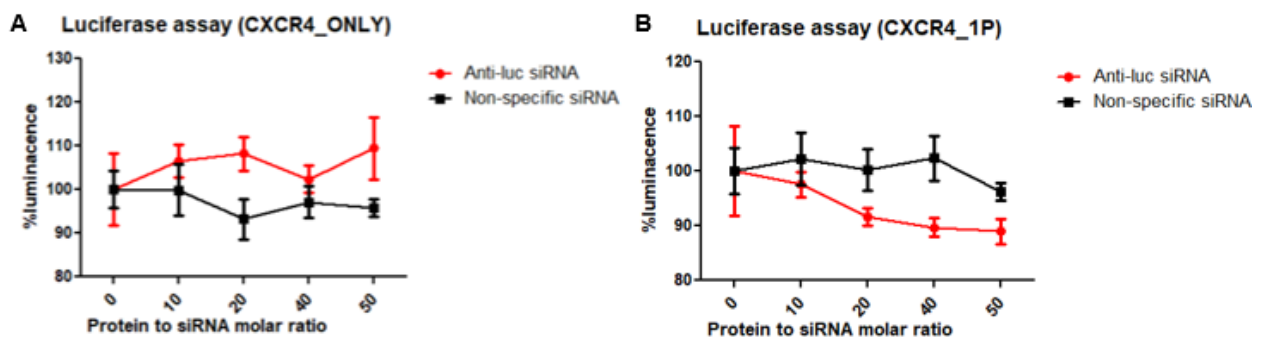 A
Luciferase assay (CXCR4_ONLY)
130
120
110
100
90
80
%luminacence
0
10
20
40
50
Protein to siRNA molar ratio
Anti-luc siRNA
Non-specific siRNA
B
Luciferase assay (CXCR4_1P)
120
110
100
90
80
%luminacence
0
10
20
40
50
Protein to siRNA molar ratio
Anti-luc siRNA
Non-specific siRNA